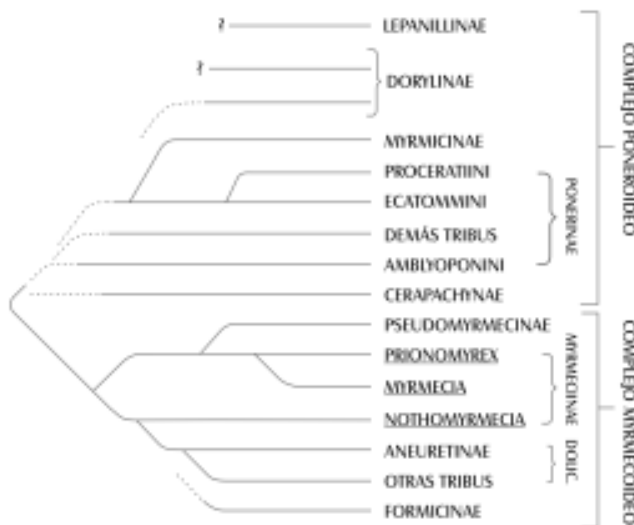 ?
LEPANILLINAE
?
DORYLINAE
MYRMICINAE
PROCERATIINI
ECATOMMINI
DEMÁS TRIBUS
AMBLYOPONINI
CERAPACHYNAE
PONERINAE
COMPLEJO PONEROIDEO
PSEUDOMYRMECINAE
PRIONOMYREX
MYRMECIA
NOTHOMYRMECIA
ANEURETINAE
OTRAS TRIBUS
FORMICINAE
MYRMECIINAE
DOLIC.
COMPLEJO MYRMECOIDEO